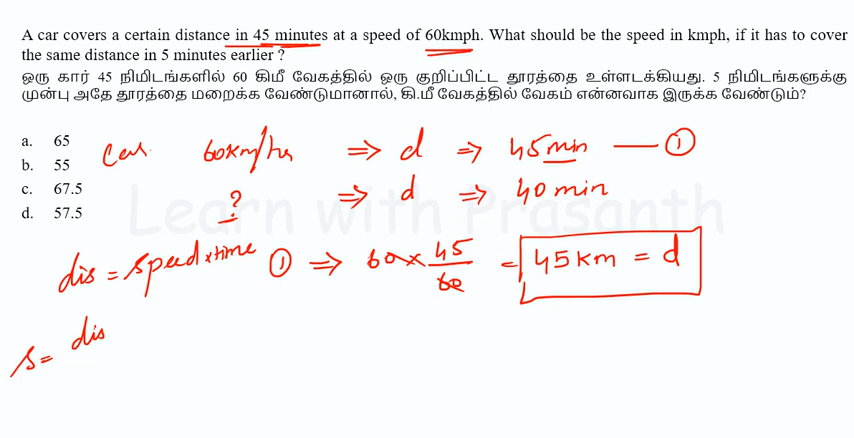 A car covers a certain distance in 45 minutes at a speed of 60kmph. What should be the speed in kmph, if it has to cover
the same distance in 5 minutes earlier ?
ஒரு கார் 45 நிமிடங்களில் 60 கிமீ வேகத்தில் ஒரு குறிப்பிட்ட தூரத்தை உள்ளடக்கியது. 5 நிமிடங்களுக்கு
முன்பு அதே தூரத்தை மறைக்க வேண்டுமானால், கி.மீ வேகத்தில் வேகம் என்னவாக இருக்க வேண்டும்?
a. 65
b. 55
c. 67.5
d. 57.5
Car 60km/hr ⇒ d ⇒ 45min — ①
? ⇒ d ⇒ 40min
Learn with Prasanth
dis = speed × time ① ⇒ 60 × 45/60 = 45km = d
s = dis